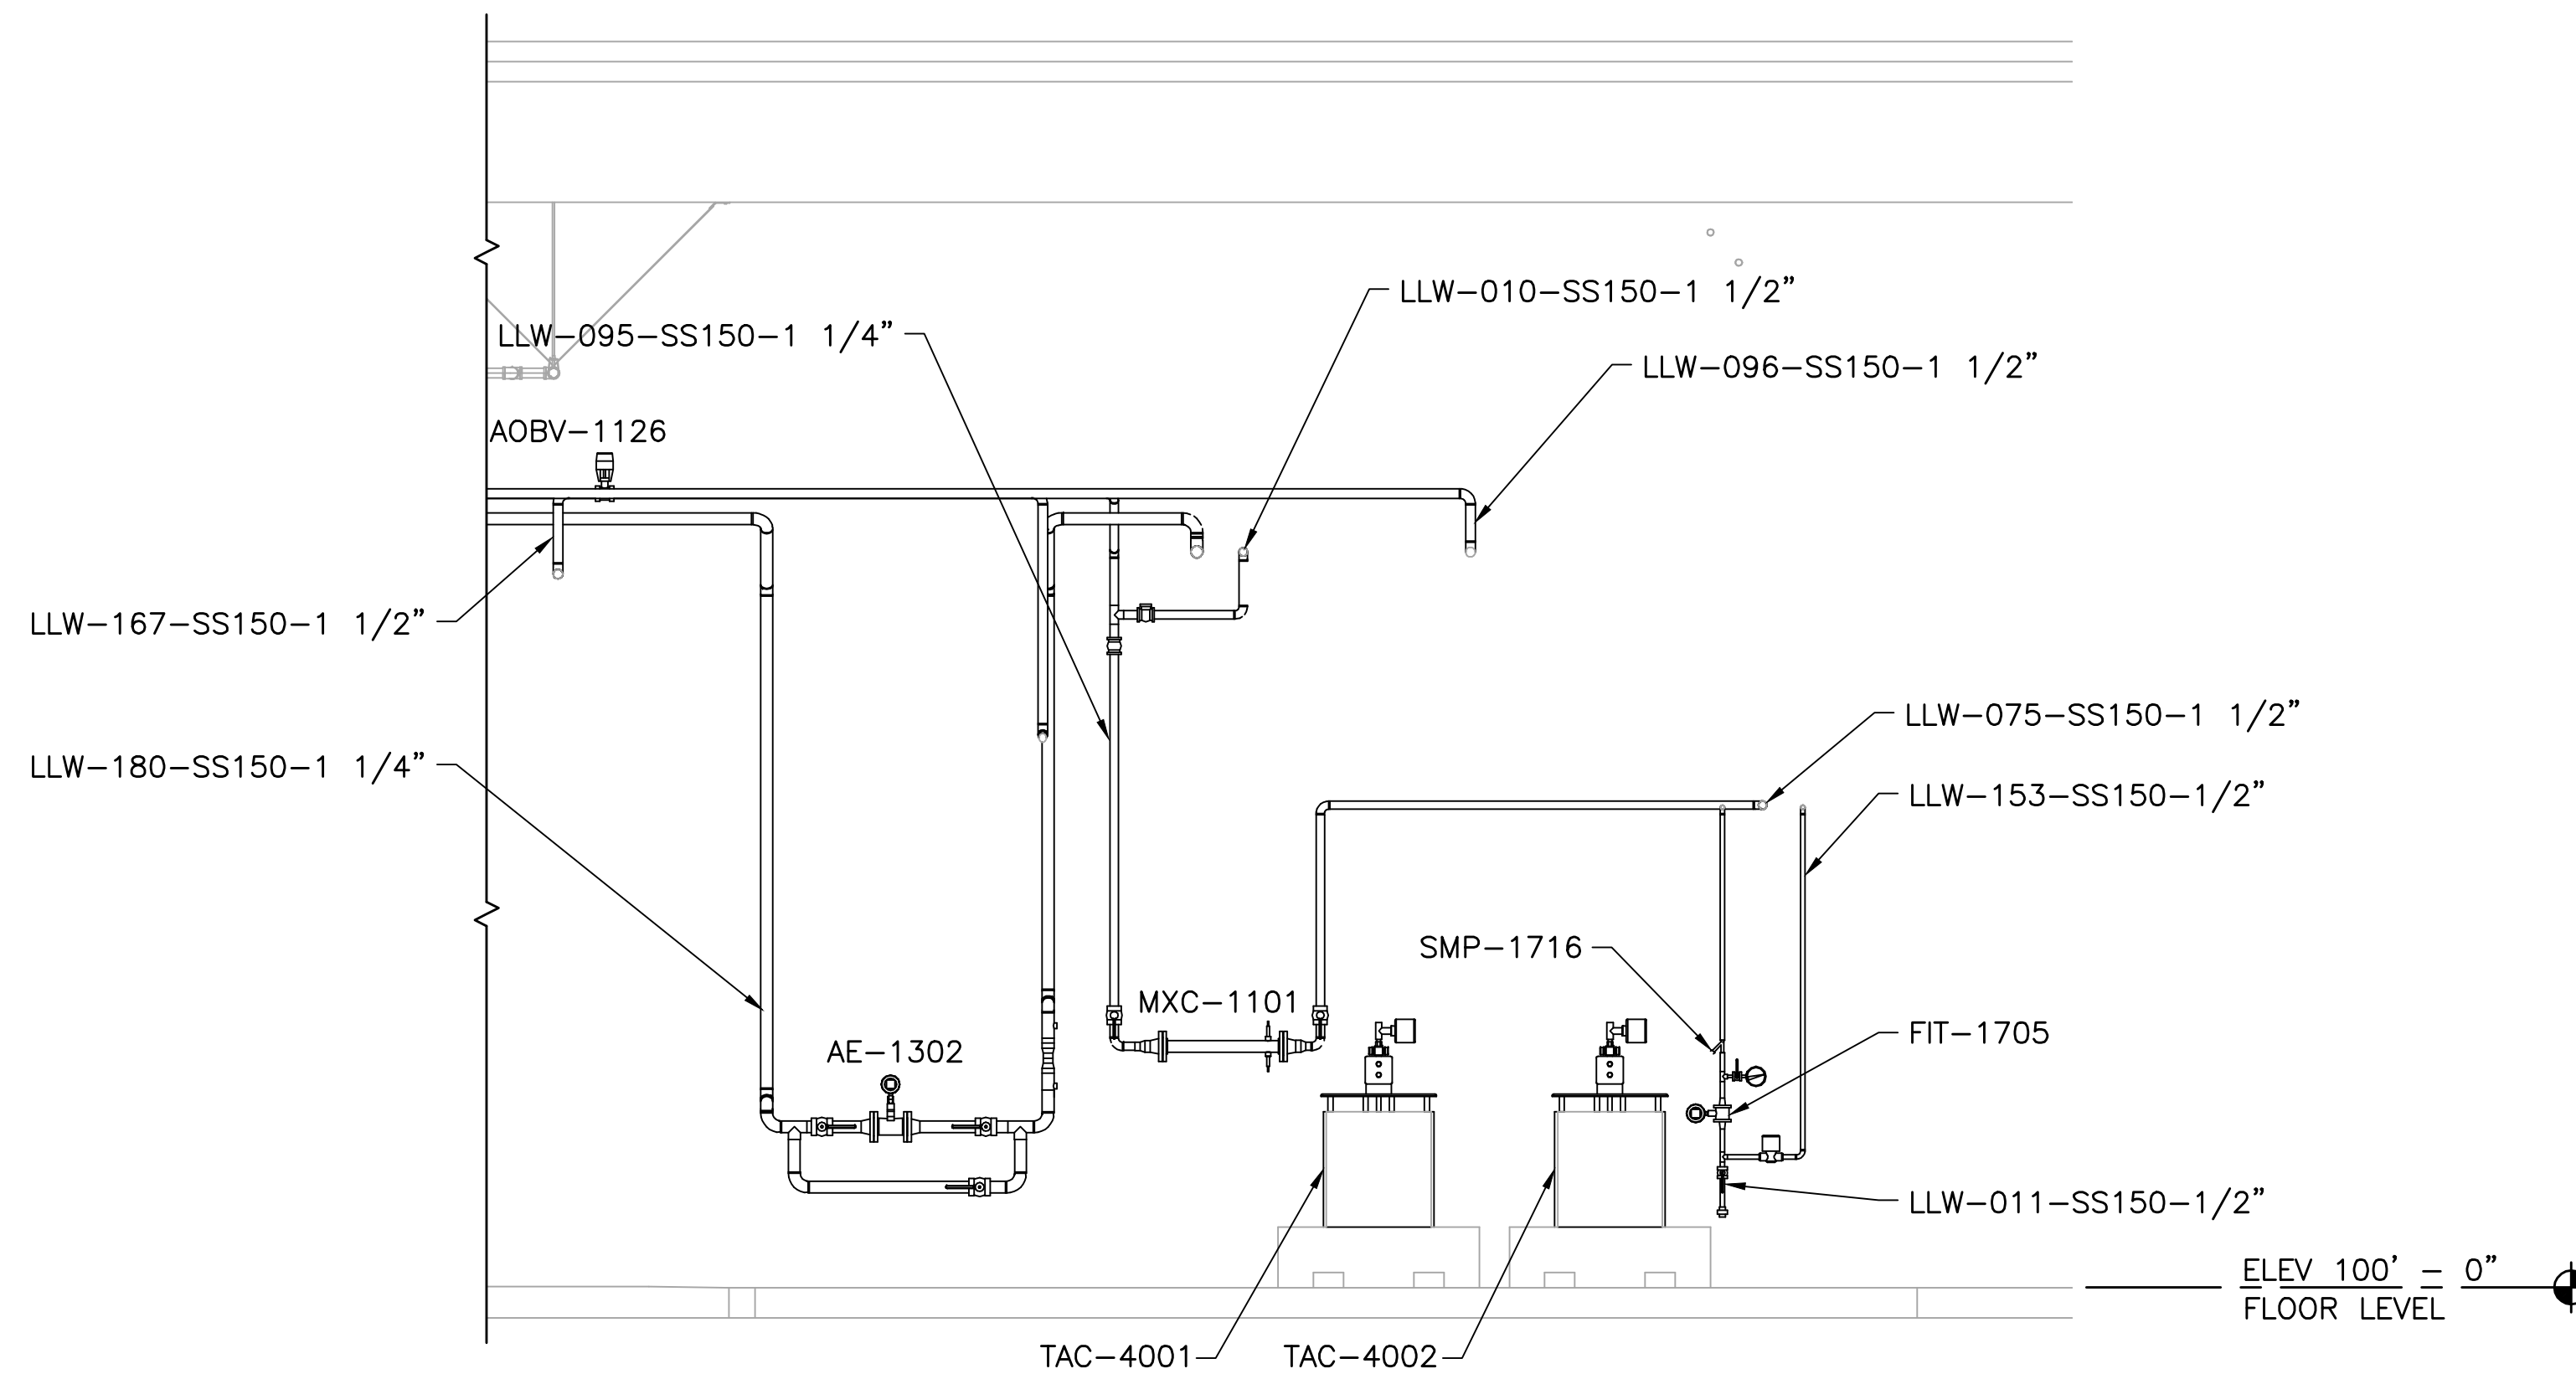 LLW-010-SS150-1 1/2"
LLW-095-SS150-1 1/4"
LLW-096-SS150-1 1/2"
AOBV-1126
LLW-167-SS150-1 1/2"
LLW-075-SS150-1 1/2"
LLW-180-SS150-1 1/4"
LLW-153-SS150-1/2"
SMP-1716
MXC-1101
FIT-1705
AE-1302
LLW-011-SS150-1/2"
ELEV 100' - 0"
FLOOR LEVEL
TAC-4001
TAC-4002